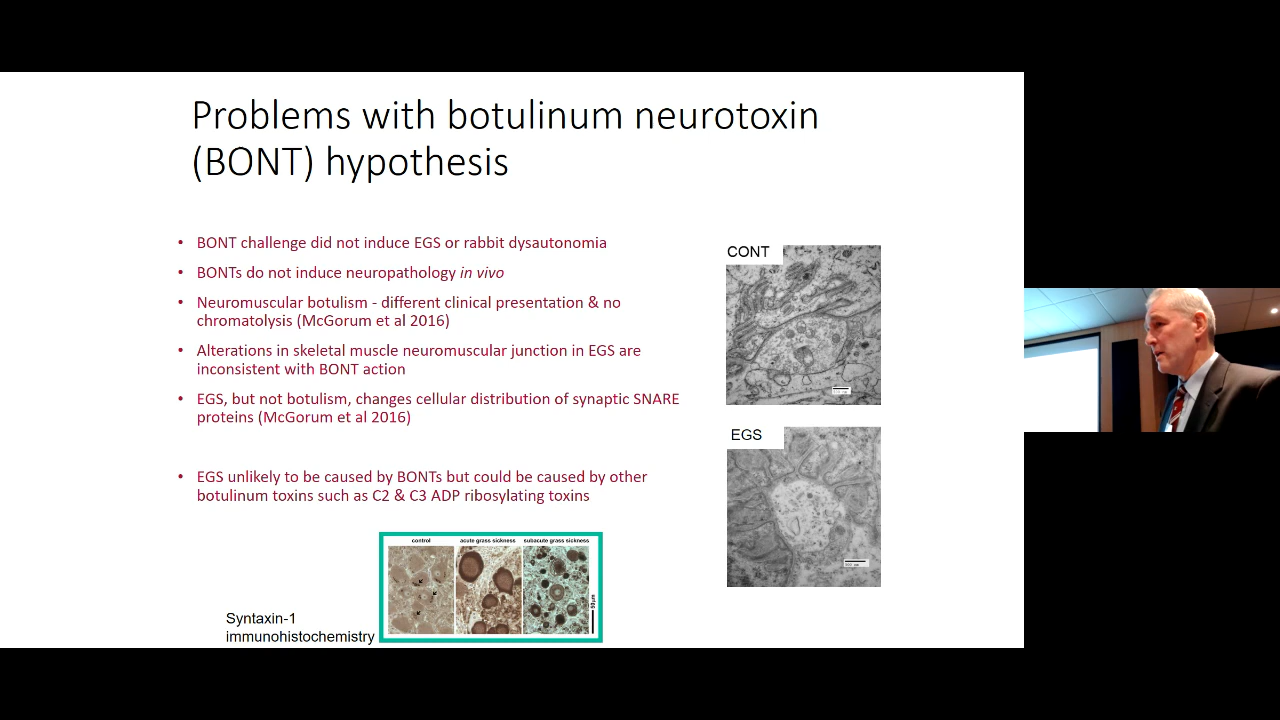 Problems with botulinum neurotoxin
(BONT) hypothesis
• BONT challenge did not induce EGS or rabbit dysautonomia
• BONTs do not induce neuropathology in vivo
• Neuromuscular botulism - different clinical presentation & no
chromatolysis (McGorum et al 2016)
• Alterations in skeletal muscle neuromuscular junction in EGS are
inconsistent with BONT action
• EGS, but not botulism, changes cellular distribution of synaptic SNARE
proteins (McGorum et al 2016)
• EGS unlikely to be caused by BONTs but could be caused by other
botulinum toxins such as C2 & C3 ADP ribosylating toxins
CONT
EGS
control
acute grass sickness
subacute grass sickness
50µm
Syntaxin-1
immunohistochemistry